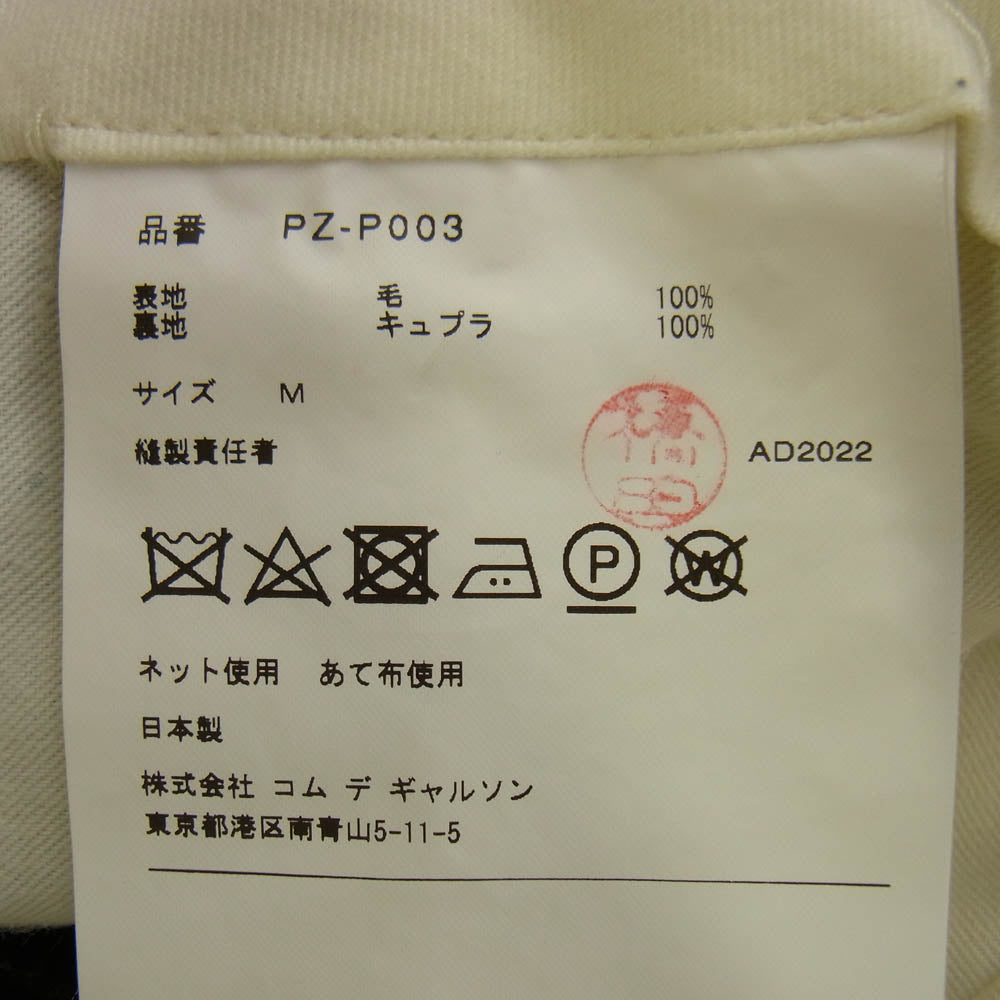 品番 PZ-P003
表地 毛 100%
裏地 キュプラ 100%
サイズ M
縫製責任者 AD2022
P W
ネット使用 あて布使用
日本製
株式会社 コム デ ギャルソン
東京都港区南青山5-11-5